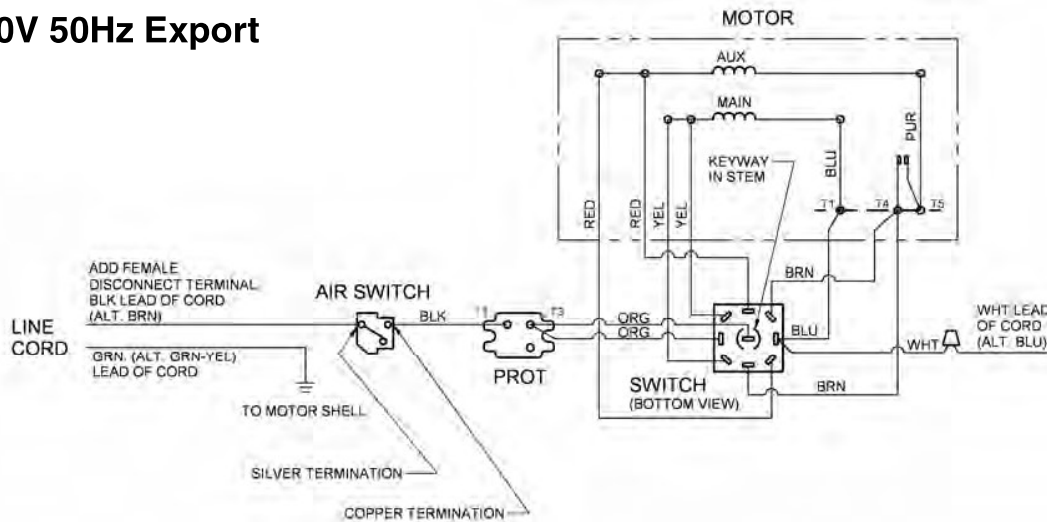 0V 50Hz Export
MOTOR
AUX
MAIN
KEYWAY
IN STEM
RED
RED
YEL
YEL
BLU
PUR
T1
T4
T5
BRN
ADD FEMALE
DISCONNECT TERMINAL
BLK LEAD OF CORD
(ALT. BRN)
LINE
CORD
GRN. (ALT. GRN-YEL)
LEAD OF CORD
TO MOTOR SHELL
AIR SWITCH
BLK
T1
T3
PROT
ORG
ORG
BLU
SWITCH
(BOTTOM VIEW)
BRN
WHT
WHT LEAD
OF CORD
(ALT. BLU)
SILVER TERMINATION
COPPER TERMINATION